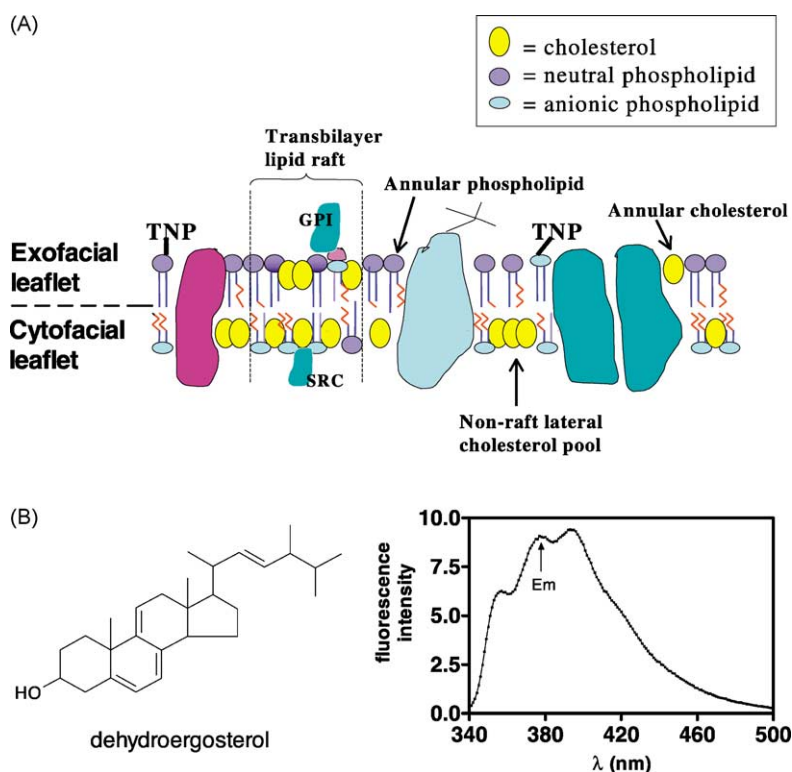 (A)
= cholesterol
= neutral phospholipid
= anionic phospholipid
Transbilayer
lipid raft
Annular phospholipid
GPI
TNP
TNP
Annular cholesterol
Exofacial
leaflet
Cytofacial
leaflet
SRC
Non-raft lateral
cholesterol pool
(B)
HO
dehydroergosterol
fluorescence
intensity
10.0
7.5
5.0
2.5
0.0
Em
340
380
420
460
500
λ (nm)